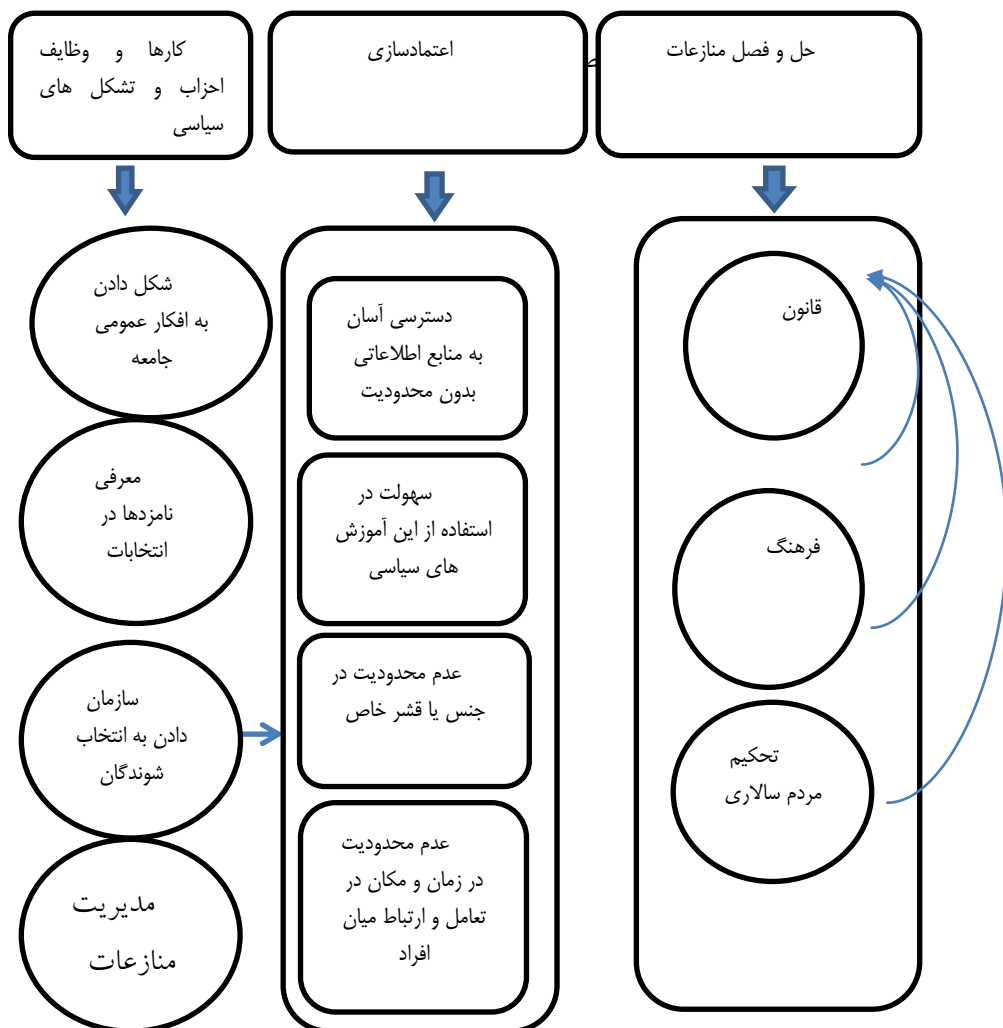 حل و فصل منازعات
اعتمادسازی
کارها و وظایف
احزاب و تشکل های
سیاسی
قانون
فرهنگ
تحکیم
مردم سالاری
دسترسی آسان
به منابع اطلاعاتی
بدون محدودیت
سهولت در
استفاده از این آموزش
های سیاسی
عدم محدودیت در
جنس یا قشر خاص
عدم محدودیت
در زمان و مکان در
تعامل و ارتباط میان
افراد
شکل دادن
به افکار عمومی
جامعه
معرفی
نامزدها در
انتخابات
سازمان
دادن به انتخاب
شوندگان
مدیریت
منازعات